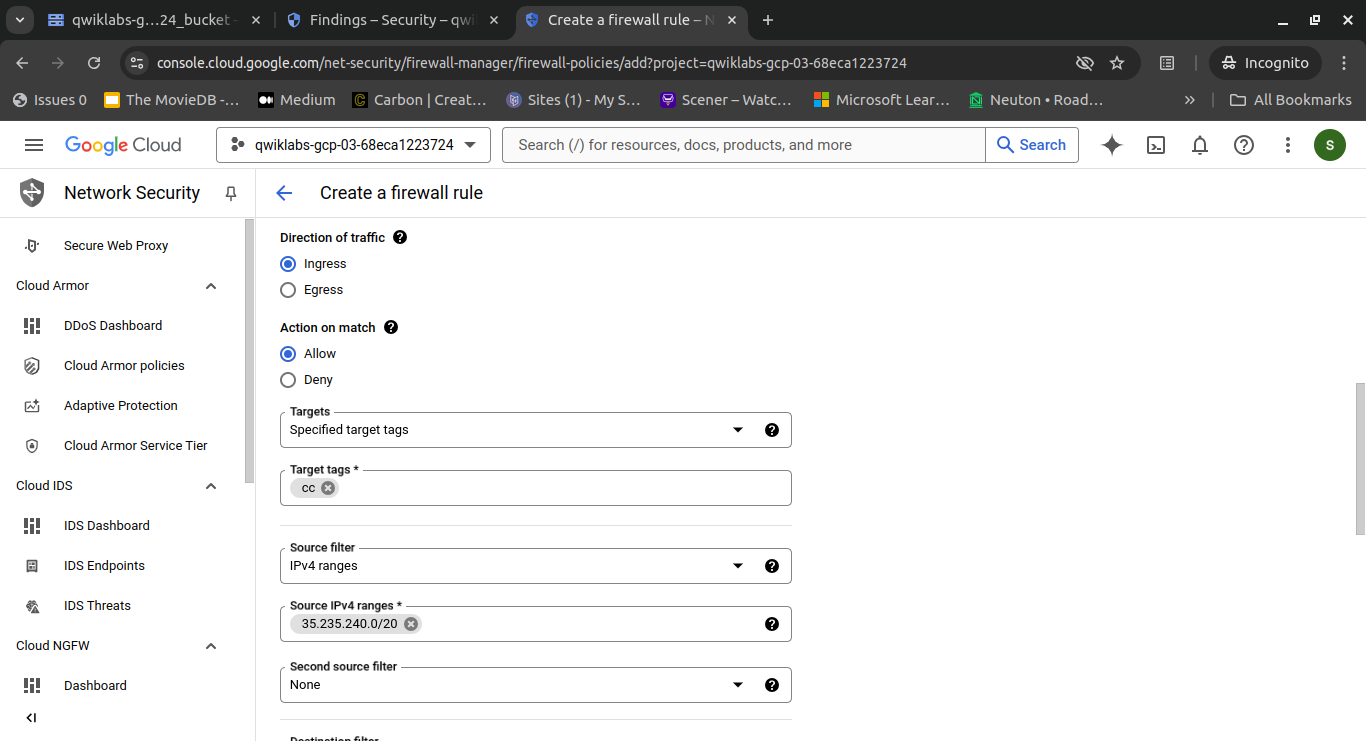 qwiklabs-g…24_bucket –
Findings – Security – qwi
Create a firewall rule – N
console.cloud.google.com/net-security/firewall-manager/firewall-policies/add?project=qwiklabs-gcp-03-68eca1223724
Incognito
Issues 0
The MovieDB -…
Medium
Carbon | Creat…
Sites (1) - My S…
Scener – Watc…
Microsoft Lear…
Neuton • Road…
All Bookmarks
Google Cloud
qwiklabs-gcp-03-68eca1223724
Search (/) for resources, docs, products, and more
Search
S
Network Security
Create a firewall rule
Secure Web Proxy
Cloud Armor
DDoS Dashboard
Cloud Armor policies
Adaptive Protection
Cloud Armor Service Tier
Cloud IDS
IDS Dashboard
IDS Endpoints
IDS Threats
Cloud NGFW
Dashboard
Direction of traffic
Ingress
Egress
Action on match
Allow
Deny
Targets
Specified target tags
Target tags *
cc
Source filter
IPv4 ranges
Source IPv4 ranges *
35.235.240.0/20
Second source filter
None
Destination filter